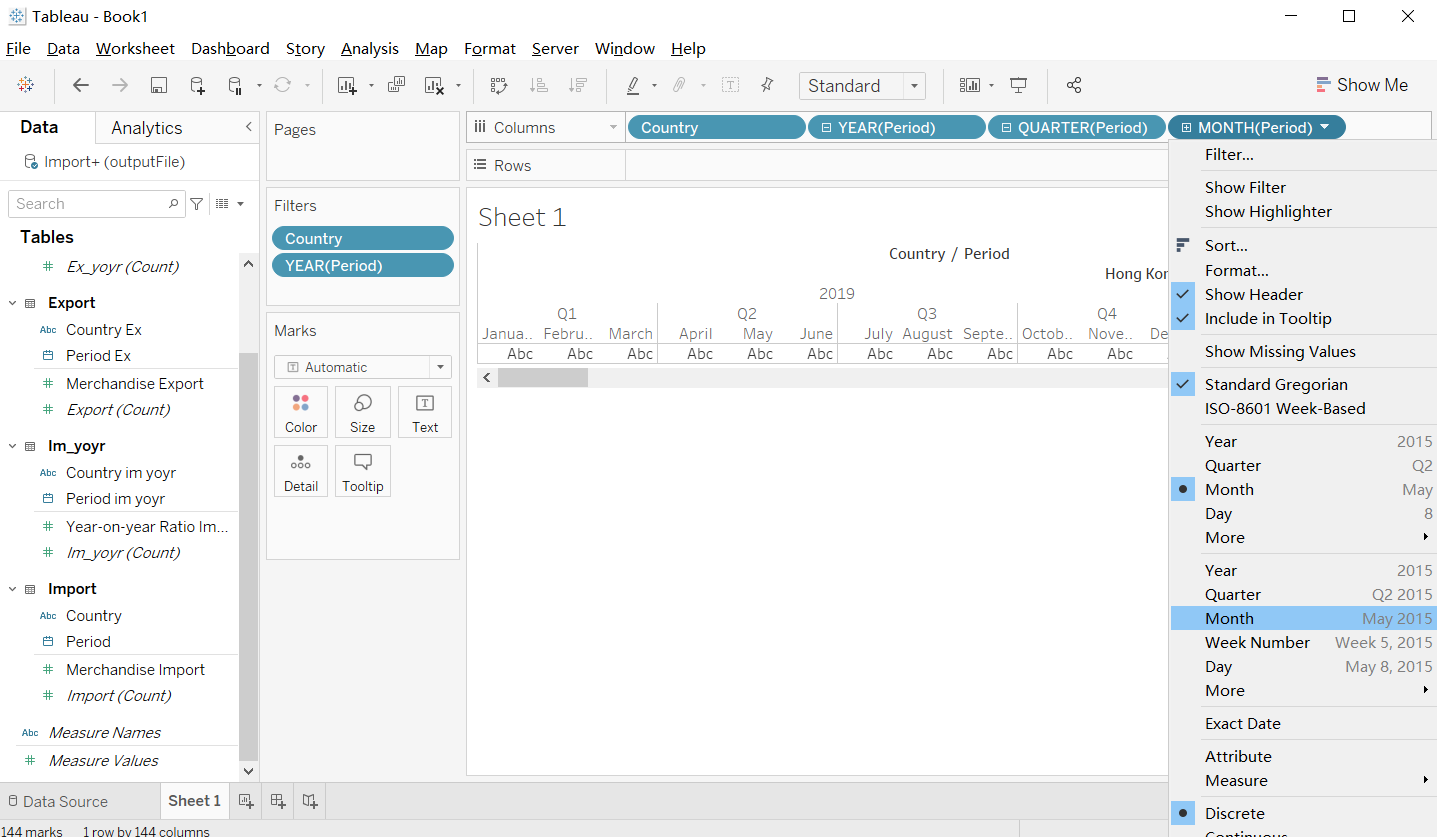 Tableau - Book1
File Data Worksheet Dashboard Story Analysis Map Format Server Window Help
Standard
Show Me
Data
Analytics
Import+ (outputFile)
Search
Tables
Ex_yoyr (Count)
Export
Abc Country Ex
Period Ex
Merchandise Export
Export (Count)
Im_yoyr
Abc Country im yoyr
Period im yoyr
Year-on-year Ratio Im...
Im_yoyr (Count)
Import
Abc Country
Period
Merchandise Import
Import (Count)
Abc Measure Names
Measure Values
Pages
Filters
Country
YEAR(Period)
Marks
T Automatic
Color Size Text
Detail Tooltip
Columns
Country YEAR(Period) QUARTER(Period) MONTH(Period)
Rows
Sheet 1
Country / Period
Hong Kon
2019
Q1 Q2 Q3 Q4
Janua.. Febru.. March April May June July August Septe.. Octob.. Nove.. De
Abc Abc Abc Abc Abc Abc Abc Abc Abc Abc Abc
Filter...
Show Filter
Show Highlighter
Sort...
Format...
Show Header
Include in Tooltip
Show Missing Values
Standard Gregorian
ISO-8601 Week-Based
Year 2015
Quarter Q2
Month May
Day 8
More
Year 2015
Quarter Q2 2015
Month May 2015
Week Number Week 5, 2015
Day May 8, 2015
More
Exact Date
Attribute
Measure
Discrete
Continuous
Data Source
Sheet 1
144 marks 1 row by 144 columns